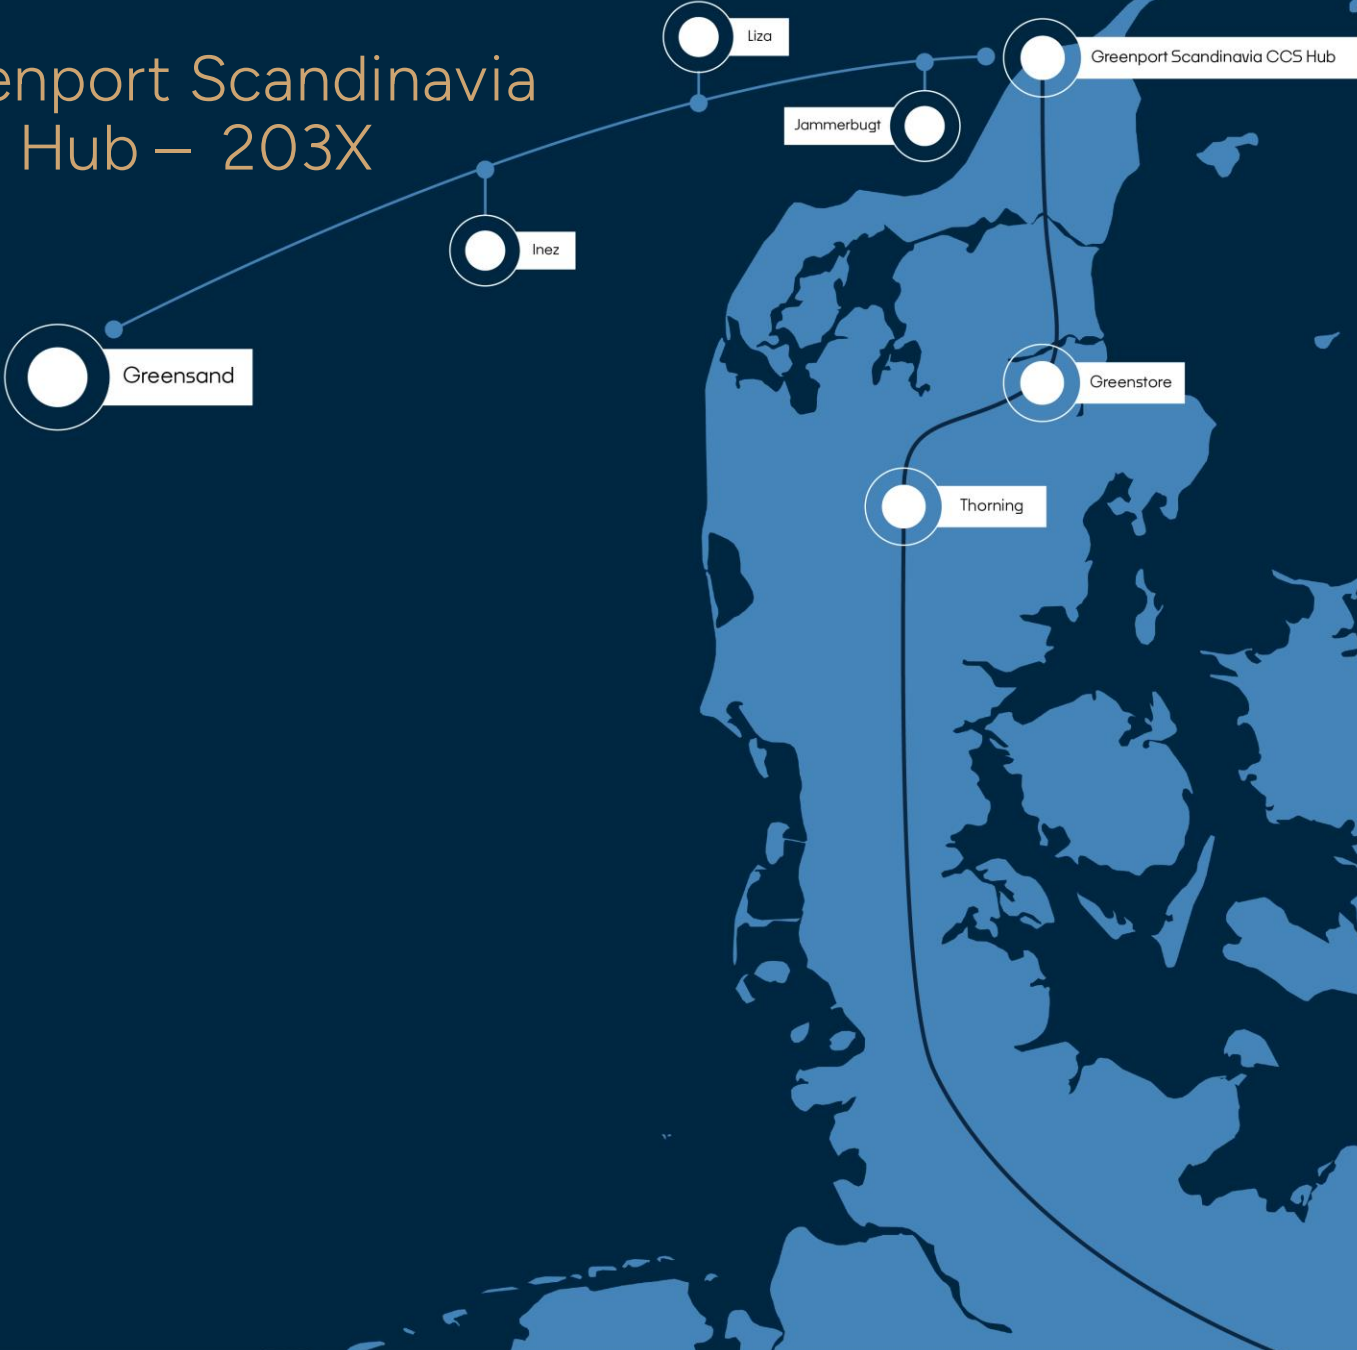 enport Scandinavia
Hub – 203X
Liza
Greenport Scandinavia CCS Hub
Jammerbugt
Inez
Greensand
Greenstore
Thorning